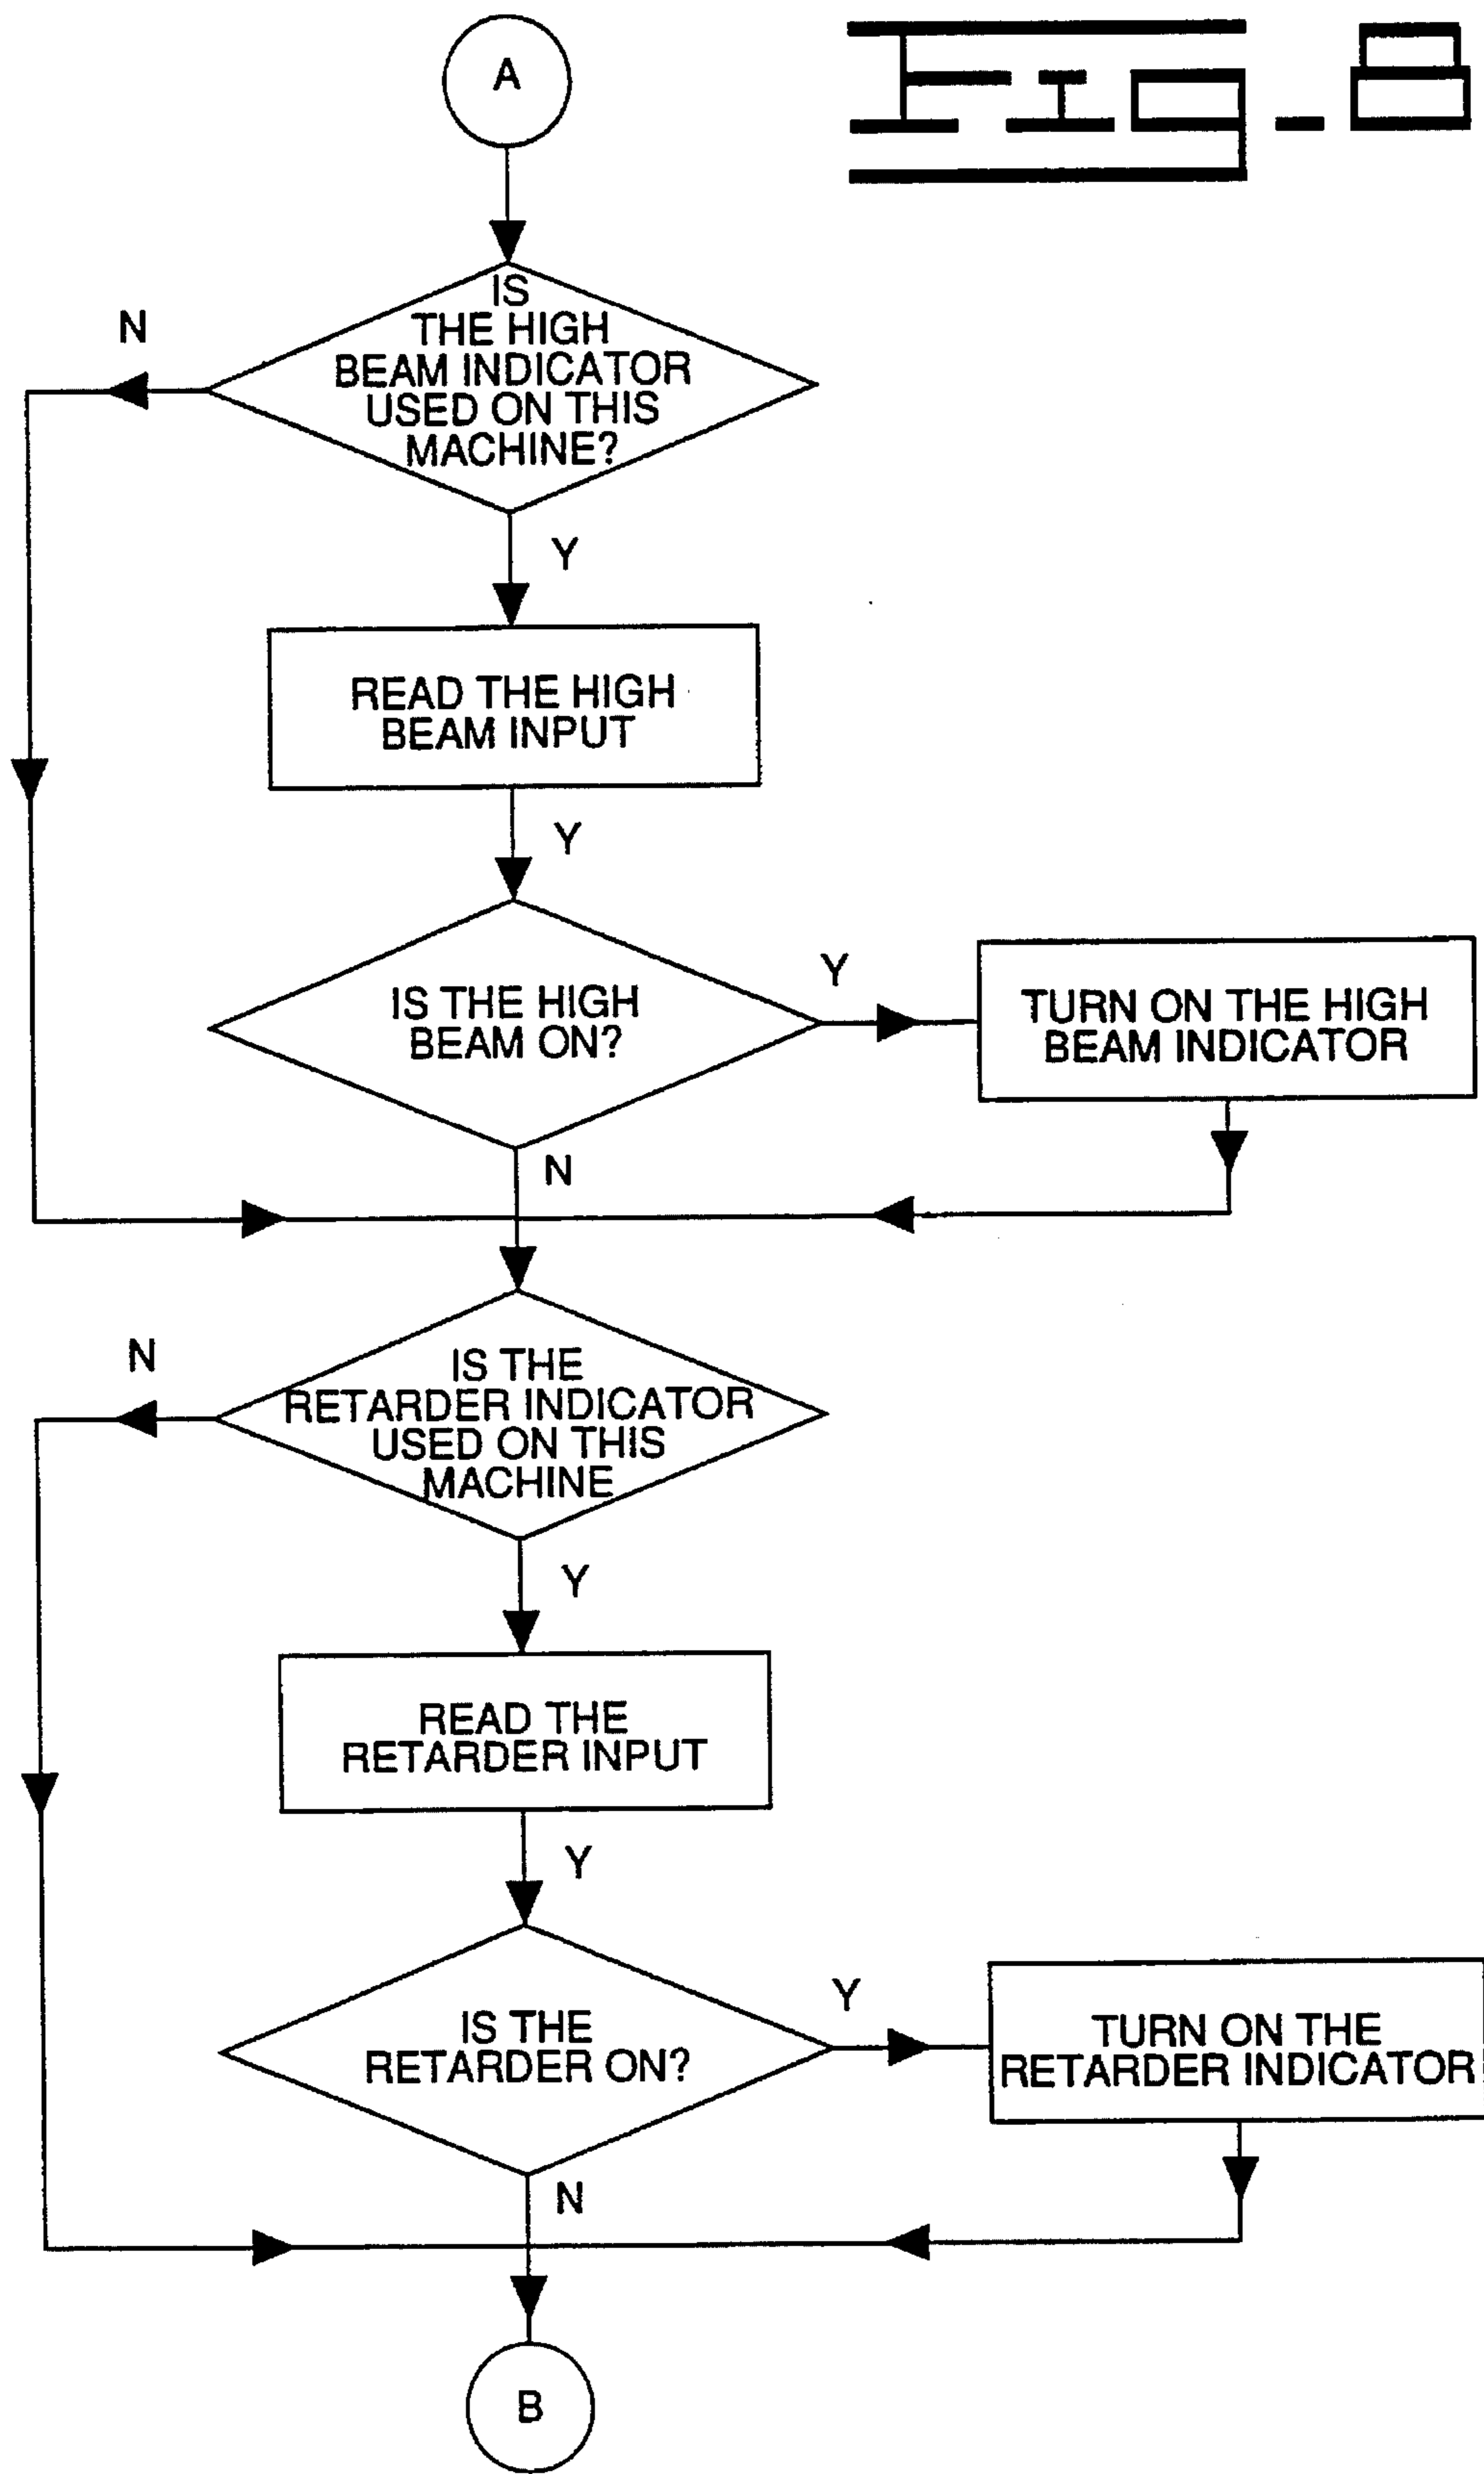 A
FIG_8
IS
THE HIGH
BEAM INDICATOR
USED ON THIS
MACHINE?
N
Y
READ THE HIGH
BEAM INPUT
Y
IS THE HIGH
BEAM ON?
Y
TURN ON THE HIGH
BEAM INDICATOR
N
N
IS THE
RETARDER INDICATOR
USED ON THIS
MACHINE
Y
READ THE
RETARDER INPUT
Y
IS THE
RETARDER ON?
Y
TURN ON THE
RETARDER INDICATOR
N
B